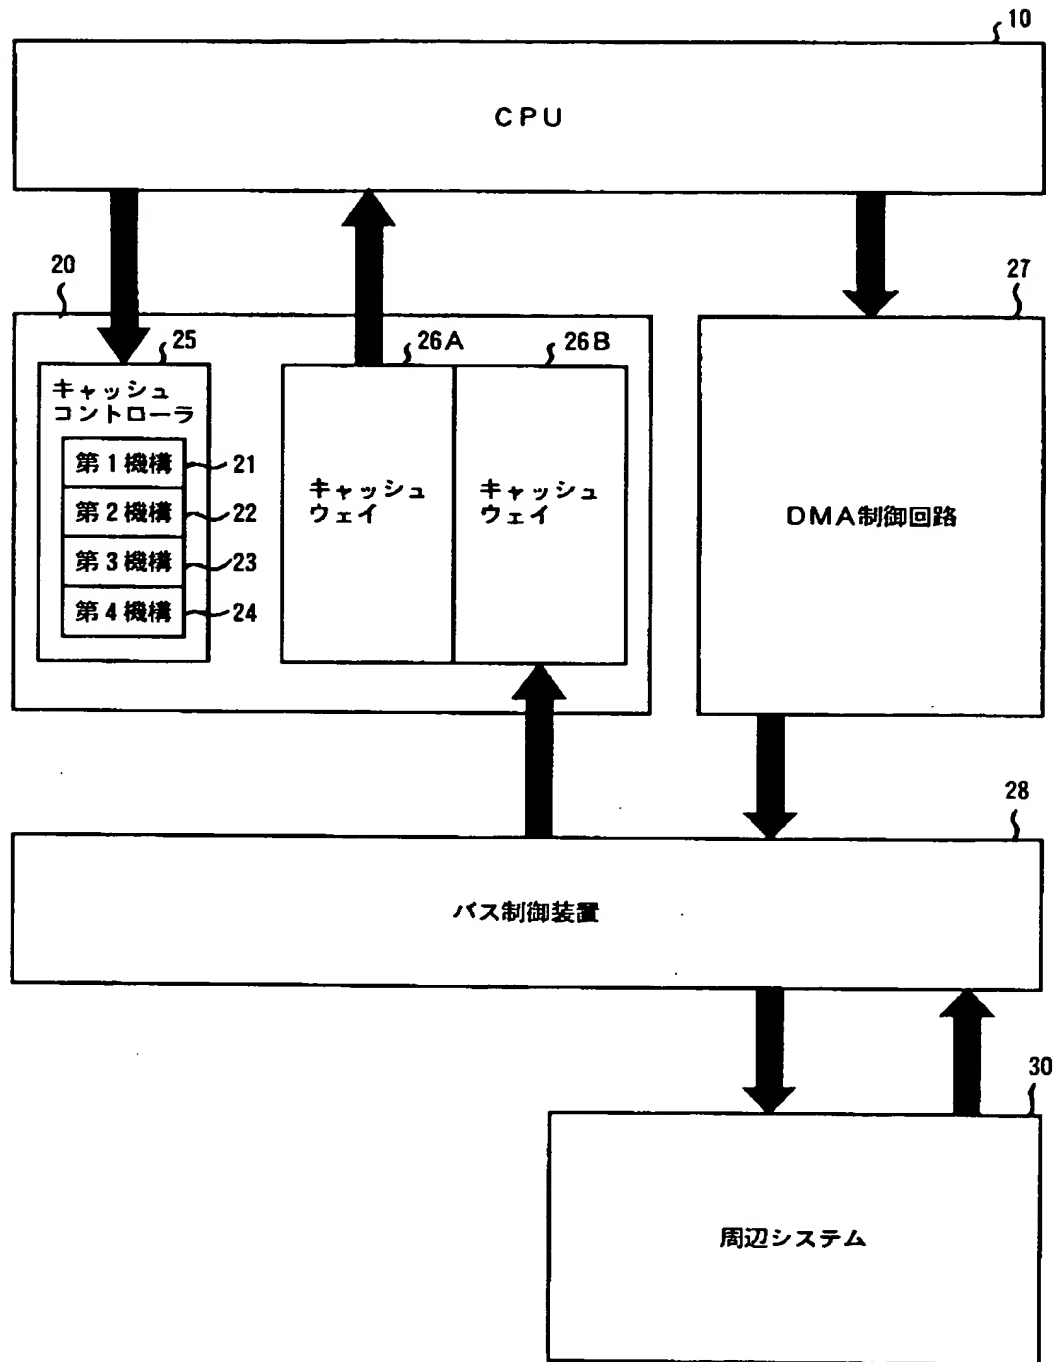 10
CPU
20
27
25
26A
26B
キャッシュ
コントローラ
第1機構
21
第2機構
22
第3機構
23
第4機構
24
キャッシュ
ウェイ
キャッシュ
ウェイ
DMA制御回路
28
バス制御装置
30
周辺システム